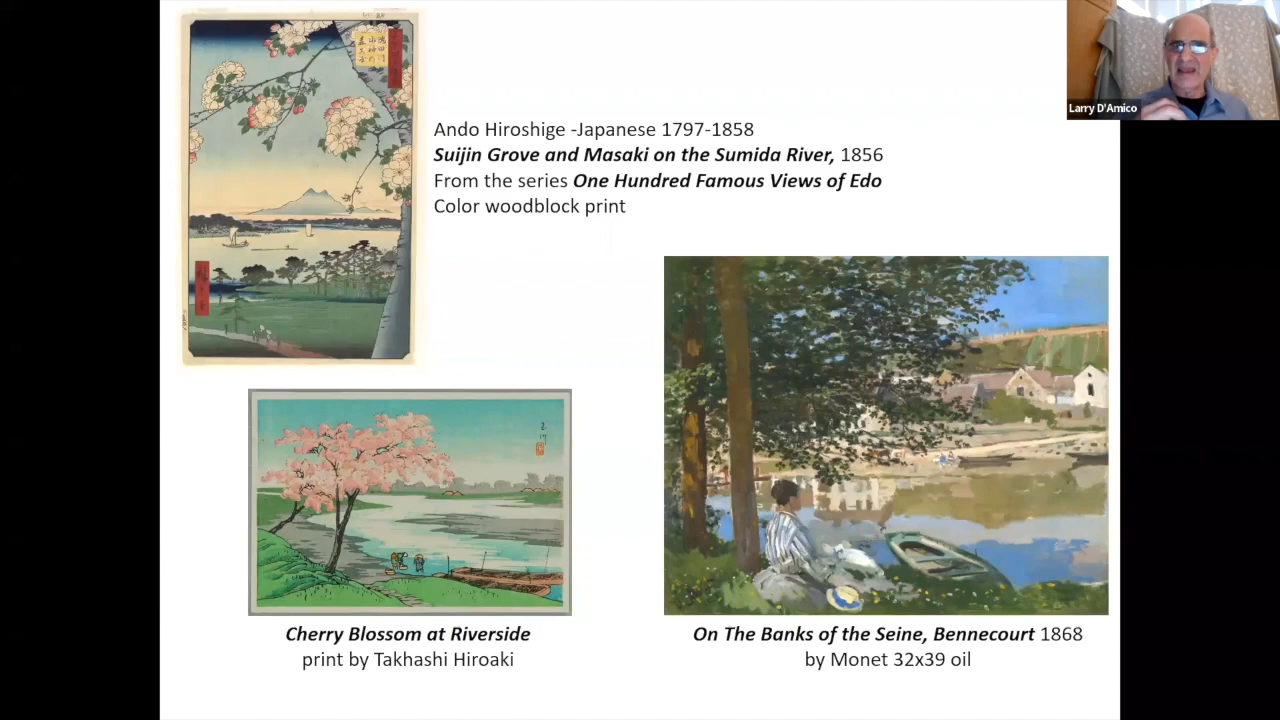 Ando Hiroshige -Japanese 1797-1858
Suijin Grove and Masaki on the Sumida River, 1856
From the series One Hundred Famous Views of Edo
Color woodblock print
Cherry Blossom at Riverside
print by Takhashi Hiroaki
On The Banks of the Seine, Bennecourt 1868
by Monet 32x39 oil
Larry D'Amico